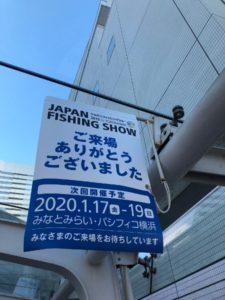 JAPAN
FISHING SHOW
ご来場
ありがとう
ございました
次回開催予定
2020.1.17金-19日
みなとみらい・パシフィコ横浜
みなさまのご来場をお待ちしています